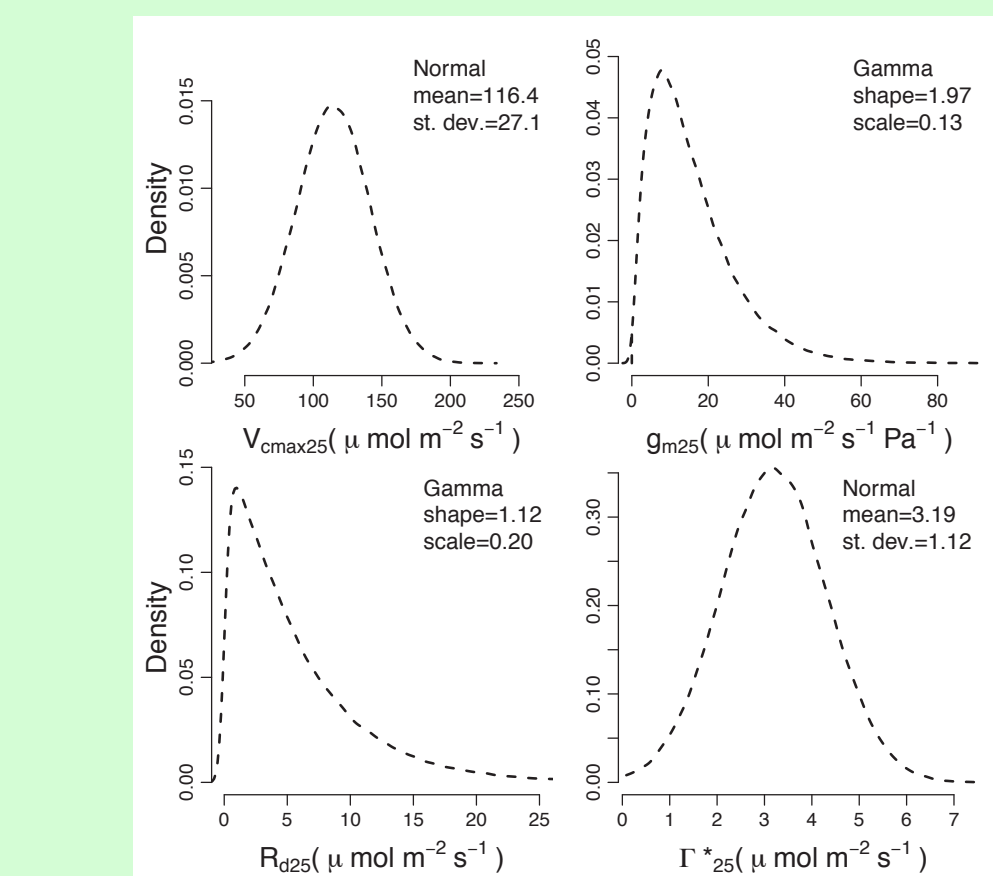 Normal
mean=116.4
st. dev.=27.1
Density
0.000 0.005 0.010 0.015
50 100 150 200 250
V_cmax25( μ mol m⁻² s⁻¹ )
Gamma
shape=1.97
scale=0.13
0.00 0.01 0.02 0.03 0.04 0.05
0 20 40 60 80
g_m25( μ mol m⁻² s⁻¹ Pa⁻¹ )
Gamma
shape=1.12
scale=0.20
Density
0.00 0.05 0.10 0.15
0 5 10 15 20 25
R_d25( μ mol m⁻² s⁻¹ )
Normal
mean=3.19
st. dev.=1.12
0.00 0.10 0.20 0.30
0 1 2 3 4 5 6 7
Γ *₂₅( μ mol m⁻² s⁻¹ )